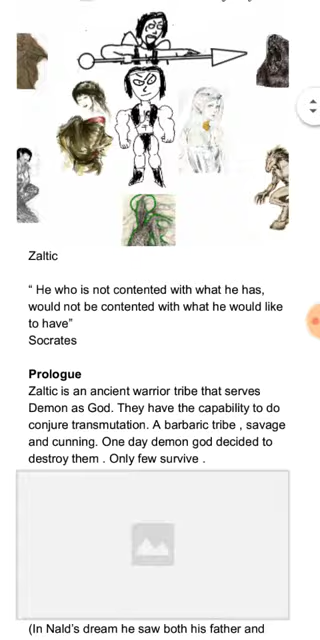 Zaltic
“ He who is not contented with what he has,
would not be contented with what he would like
to have”
Socrates
Prologue
Zaltic is an ancient warrior tribe that serves
Demon as God. They have the capability to do
conjure transmutation. A barbaric tribe , savage
and cunning. One day demon god decided to
destroy them . Only few survive .
(In Nald’s dream he saw both his father and